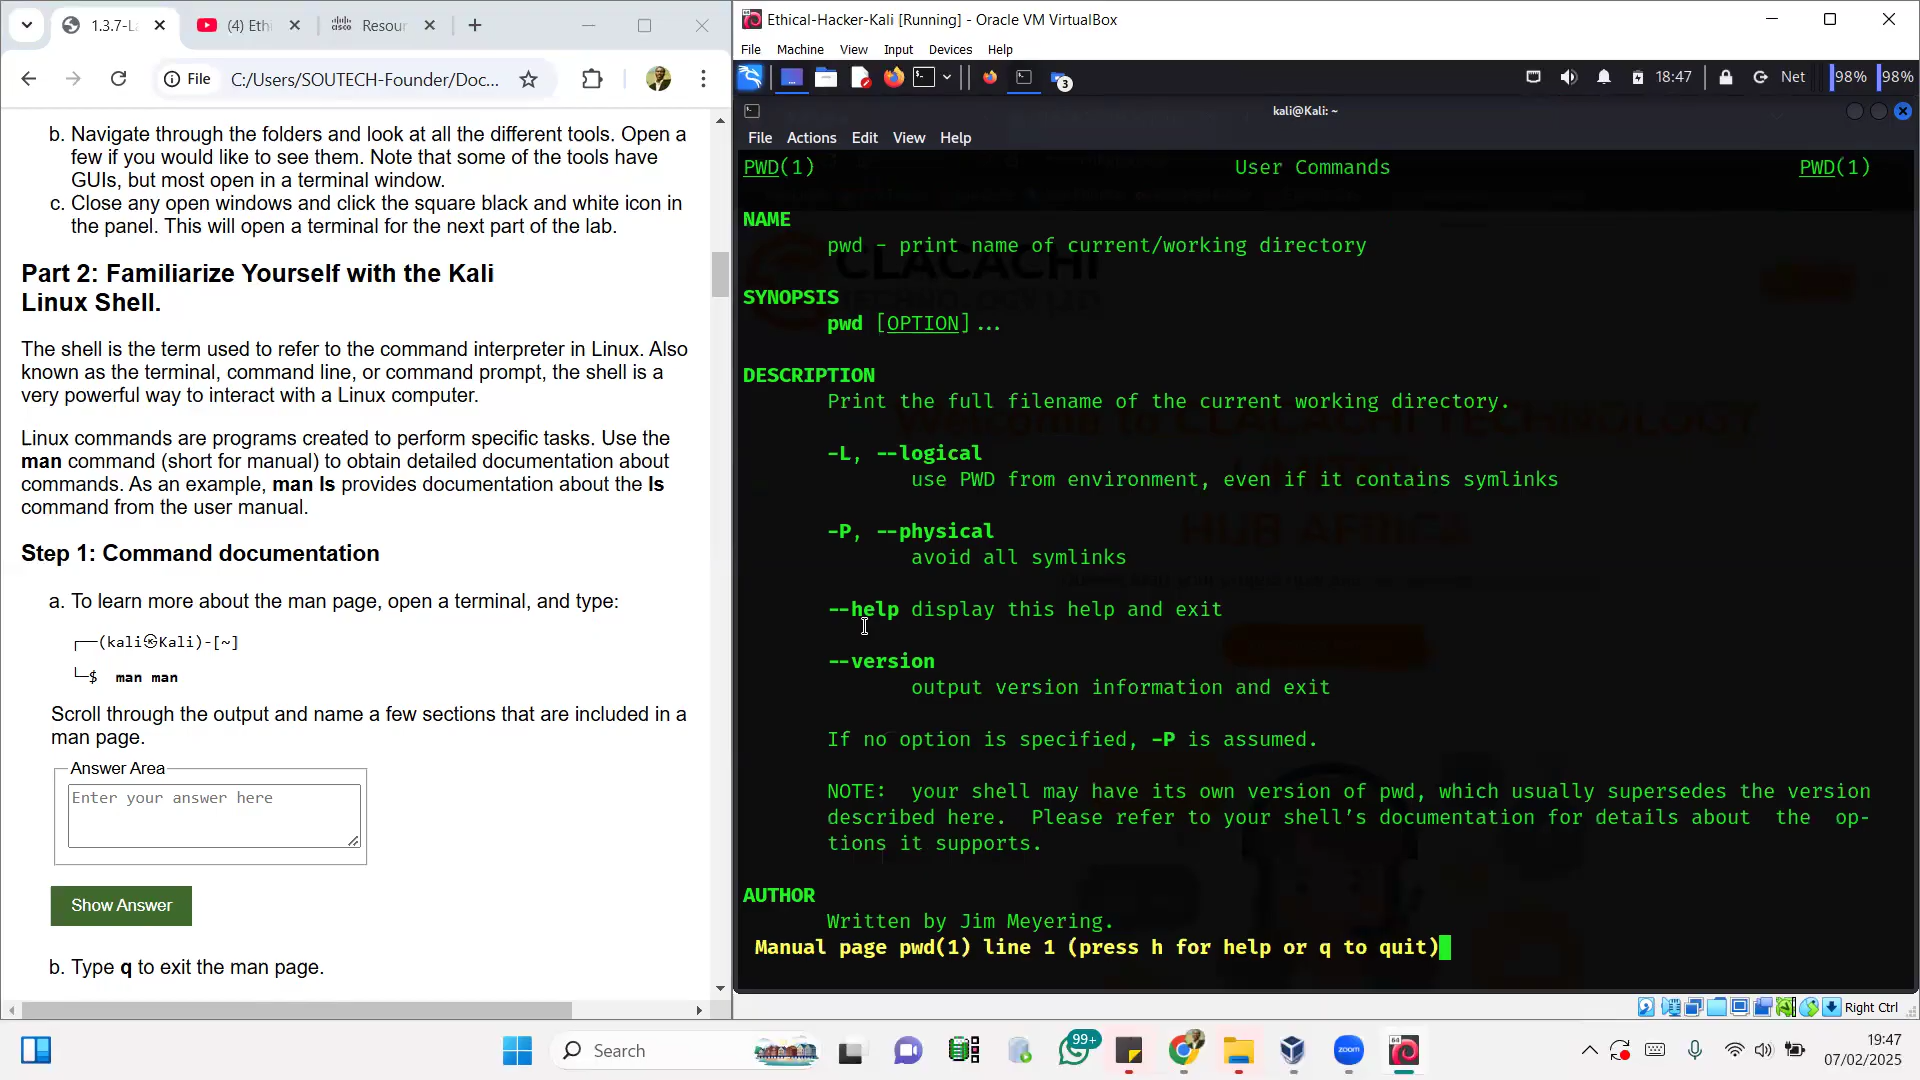 1.3.7-La
(4) Ethi
cisco
Resour
File
C:/Users/SOUTECH-Founder/Doc...
b. Navigate through the folders and look at all the different tools. Open a
few if you would like to see them. Note that some of the tools have
GUIs, but most open in a terminal window.
c. Close any open windows and click the square black and white icon in
the panel. This will open a terminal for the next part of the lab.
Part 2: Familiarize Yourself with the Kali
Linux Shell.
The shell is the term used to refer to the command interpreter in Linux. Also
known as the terminal, command line, or command prompt, the shell is a
very powerful way to interact with a Linux computer.
Linux commands are programs created to perform specific tasks. Use the
man command (short for manual) to obtain detailed documentation about
commands. As an example, man ls provides documentation about the ls
command from the user manual.
Step 1: Command documentation
a. To learn more about the man page, open a terminal, and type:
┌──(kali㉿Kali)-[~]
└─$ man man
Scroll through the output and name a few sections that are included in a
man page.
Answer Area
Enter your answer here
Show Answer
b. Type q to exit the man page.
Ethical-Hacker-Kali [Running] - Oracle VM VirtualBox
File Machine View Input Devices Help
3
18:47
Net
98%
98%
kali@Kali: ~
File Actions Edit View Help
PWD(1) User Commands PWD(1)
NAME
pwd - print name of current/working directory
SYNOPSIS
pwd [OPTION]...
DESCRIPTION
Print the full filename of the current working directory.
-L, --logical
use PWD from environment, even if it contains symlinks
-P, --physical
avoid all symlinks
--help display this help and exit
--version
output version information and exit
If no option is specified, -P is assumed.
NOTE: your shell may have its own version of pwd, which usually supersedes the version
described here. Please refer to your shell's documentation for details about the op-
tions it supports.
AUTHOR
Written by Jim Meyering.
Manual page pwd(1) line 1 (press h for help or q to quit)
CLACACHI
TECHNOLOGY HUB
Welcome to CLACACHI TECHNOLOGY
HUB AFRICA
Right Ctrl
Search
99+
zoom
64
19:47
07/02/2025